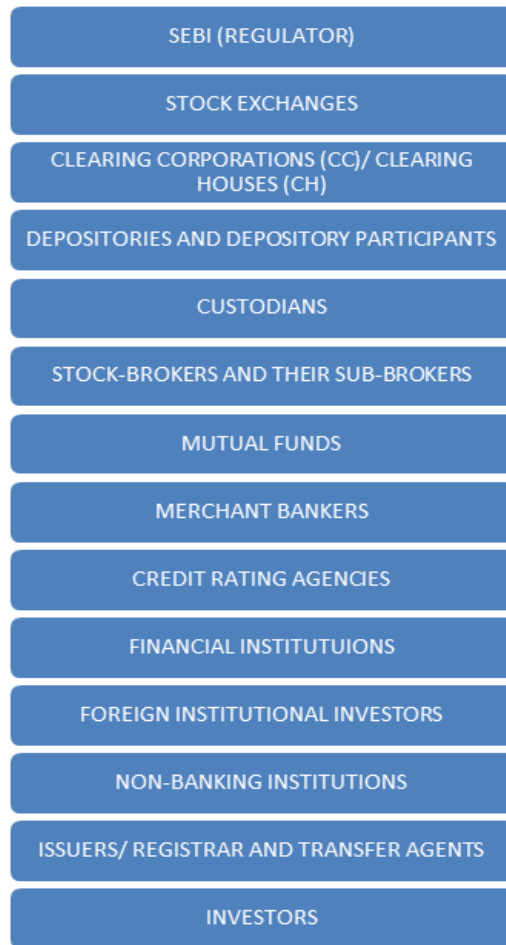 SEBI (REGULATOR)
STOCK EXCHANGES
CLEARING CORPORATIONS (CC)/ CLEARING
HOUSES (CH)
DEPOSITORIES AND DEPOSITORY PARTICIPANTS
CUSTODIANS
STOCK-BROKERS AND THEIR SUB-BROKERS
MUTUAL FUNDS
MERCHANT BANKERS
CREDIT RATING AGENCIES
FINANCIAL INSTITUTUIONS
FOREIGN INSTITUTIONAL INVESTORS
NON-BANKING INSTITUTIONS
ISSUERS/ REGISTRAR AND TRANSFER AGENTS
INVESTORS